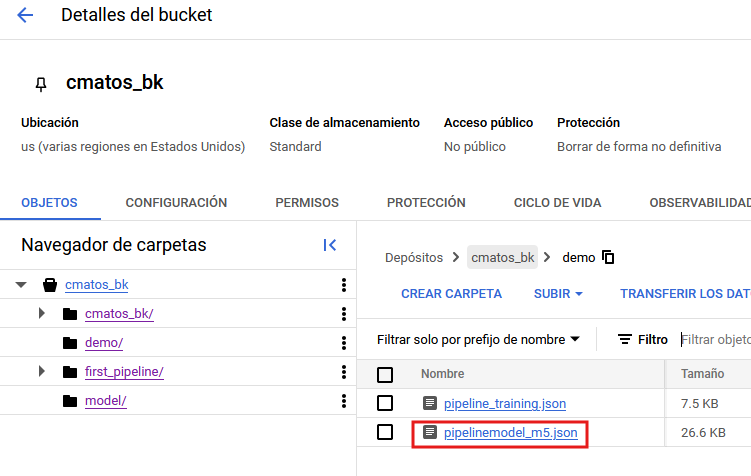 Detalles del bucket
cmatos_bk
Ubicación Clase de almacenamiento Acceso público Protección
us (varias regiones en Estados Unidos) Standard No público Borrar de forma no definitiva
OBJETOS CONFIGURACIÓN PERMISOS PROTECCIÓN CICLO DE VIDA OBSERVABILIDAD
Navegador de carpetas
cmatos_bk
cmatos_bk/
demo/
first_pipeline/
model/
Depósitos cmatos_bk demo
CREAR CARPETA SUBIR TRANSFERIR LOS DAT
Filtrar solo por prefijo de nombre Filtro Filtrar objeto
Nombre Tamaño
pipeline_training.json 7.5 KB
pipelinemodel_m5.json 26.6 KB